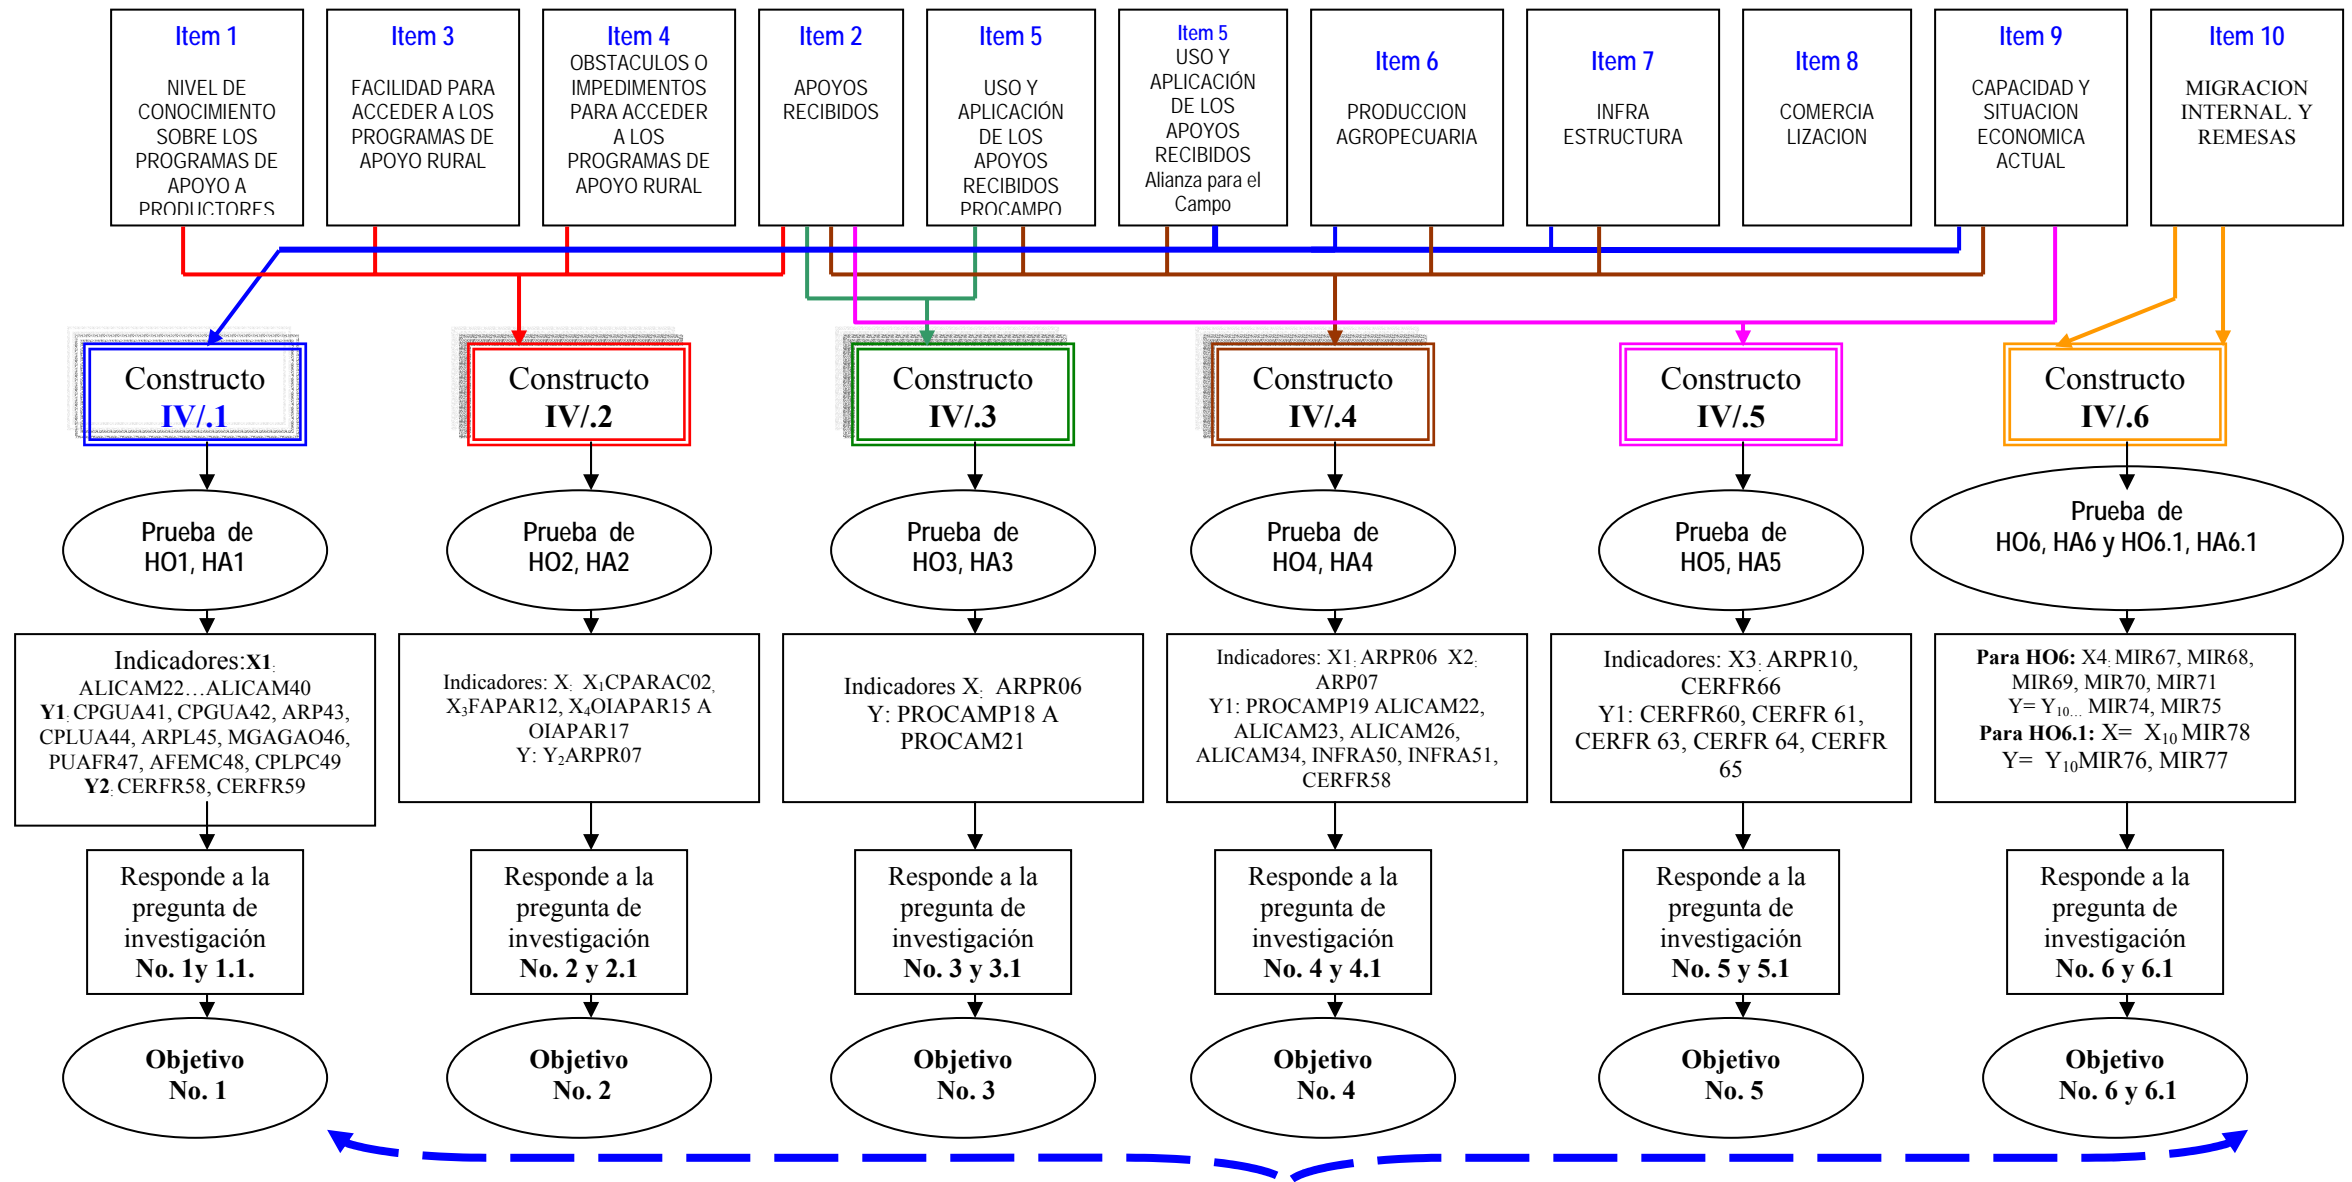 Item 1
NIVEL DE
CONOCIMIENTO
SOBRE LOS
PROGRAMAS DE
APOYO A
PRODUCTORES
Item 3
FACILIDAD PARA
ACCEDER A LOS
PROGRAMAS DE
APOYO RURAL
Item 4
OBSTACULOS O
IMPEDIMENTOS
PARA ACCEDER
A LOS
PROGRAMAS DE
APOYO RURAL
Item 2
APOYOS
RECIBIDOS
Item 5
USO Y
APLICACIÓN
DE LOS
APOYOS
RECIBIDOS
PROCAMPO
Item 5
USO Y
APLICACIÓN
DE LOS
APOYOS
RECIBIDOS
Alianza para el
Campo
Item 6
PRODUCCION
AGROPECUARIA
Item 7
INFRA
ESTRUCTURA
Item 8
COMERCIA
LIZACION
Item 9
CAPACIDAD Y
SITUACION
ECONOMICA
ACTUAL
Item 10
MIGRACION
INTERNAL. Y
REMESAS
Constructo
IV/.1
Constructo
IV/.2
Constructo
IV/.3
Constructo
IV/.4
Constructo
IV/.5
Constructo
IV/.6
Prueba de
HO1, HA1
Prueba de
HO2, HA2
Prueba de
HO3, HA3
Prueba de
HO4, HA4
Prueba de
HO5, HA5
Prueba de
HO6, HA6 y HO6.1, HA6.1
Indicadores:X1:
ALICAM22…ALICAM40
Y1: CPGUA41, CPGUA42, ARP43,
CPLUA44, ARPL45, MGAGAO46,
PUAFR47, AFEMC48, CPLPC49
Y2: CERFR58, CERFR59
Indicadores: X: X₁CPARAC02,
X₃FAPAR12, X₄OIAPAR15 A
OIAPAR17
Y: Y₂ARPR07
Indicadores X: ARPR06
Y: PROCAMP18 A
PROCAM21
Indicadores: X1: ARPR06 X2:
ARP07
Y1: PROCAMP19 ALICAM22,
ALICAM23, ALICAM26,
ALICAM34, INFRA50, INFRA51,
CERFR58
Indicadores: X3: ARPR10,
CERFR66
Y1: CERFR60, CERFR 61,
CERFR 63, CERFR 64, CERFR
65
Para HO6: X4: MIR67, MIR68,
MIR69, MIR70, MIR71
Y= Y₁₀... MIR74, MIR75
Para HO6.1: X= X₁₀ MIR78
Y= Y₁₀MIR76, MIR77
Responde a la
pregunta de
investigación
No. 1y 1.1.
Responde a la
pregunta de
investigación
No. 2 y 2.1
Responde a la
pregunta de
investigación
No. 3 y 3.1
Responde a la
pregunta de
investigación
No. 4 y 4.1
Responde a la
pregunta de
investigación
No. 5 y 5.1
Responde a la
pregunta de
investigación
No. 6 y 6.1
Objetivo
No. 1
Objetivo
No. 2
Objetivo
No. 3
Objetivo
No. 4
Objetivo
No. 5
Objetivo
No. 6 y 6.1